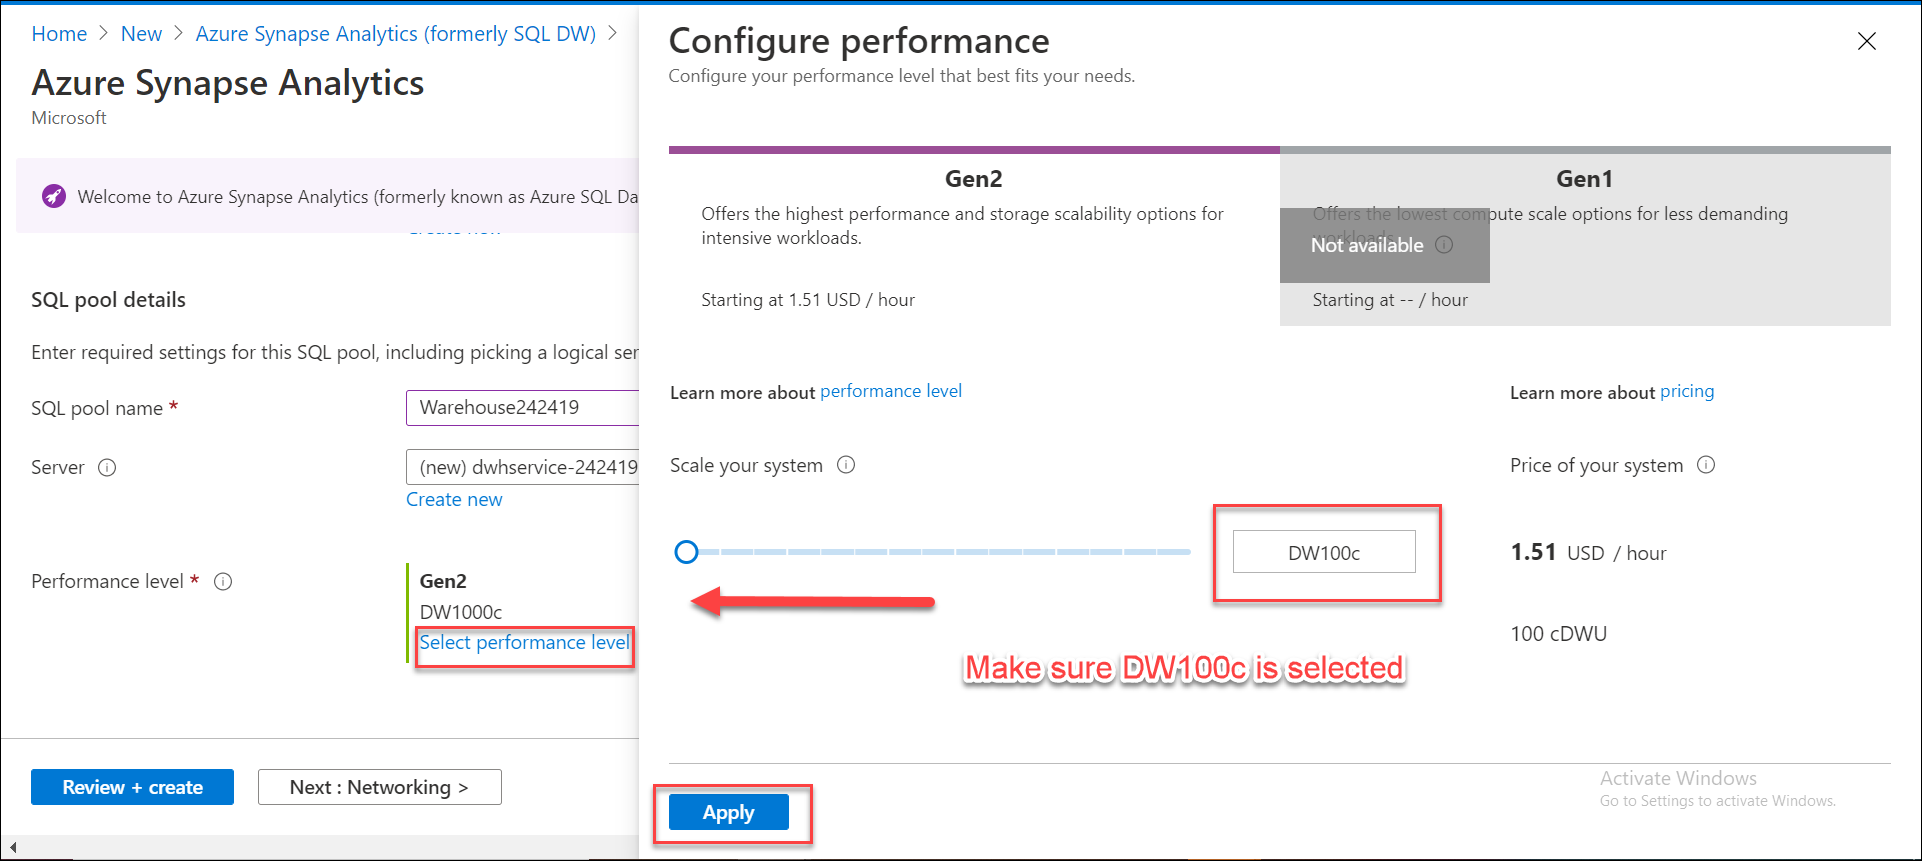 Home > New > Azure Synapse Analytics (formerly SQL DW) >
Azure Synapse Analytics
Microsoft
Welcome to Azure Synapse Analytics (formerly known as Azure SQL Da
Create new
SQL pool details
Enter required settings for this SQL pool, including picking a logical ser
SQL pool name *
Warehouse242419
Server
(new) dwhservice-242419
Create new
Performance level *
Gen2
DW1000c
Select performance level
Review + create
Next : Networking >
Configure performance
Configure your performance level that best fits your needs.
Gen2
Offers the highest performance and storage scalability options for
intensive workloads.
Starting at 1.51 USD / hour
Gen1
Offers the lowest compute scale options for less demanding
workloads.
Not available
Starting at -- / hour
Learn more about performance level
Learn more about pricing
Scale your system
Price of your system
DW100c
1.51 USD / hour
100 cDWU
Make sure DW100c is selected
Apply
Activate Windows
Go to Settings to activate Windows.